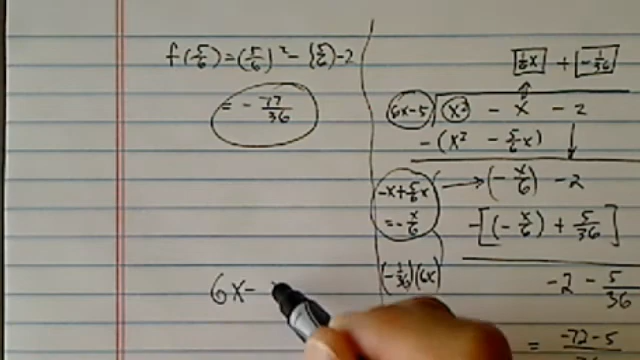 f(5/6) = (5/6)² - (5/6) - 2
= - 77/36
6x -
1/6x + - 1/36
6x-5 x² - x - 2
- (x² - 5/6x)
-x + 5/6x → (- x/6) - 2
= - x/6
- [(- x/6) + 5/36]
(- 1/36)(6x)
-2 - 5/36
= -72-5